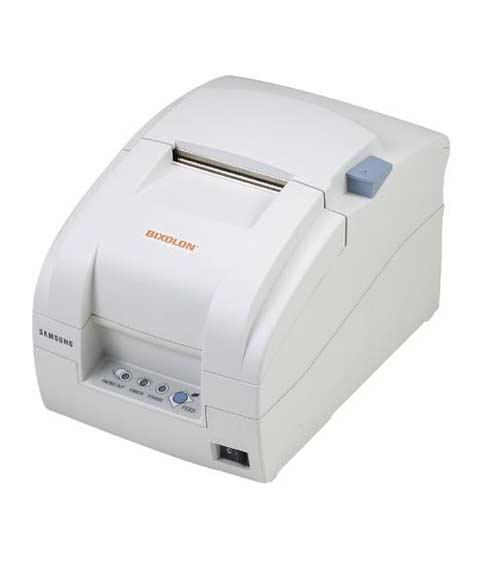 BIXOLON
SAMSUNG
PAPER OUT ERROR POWER
FEED